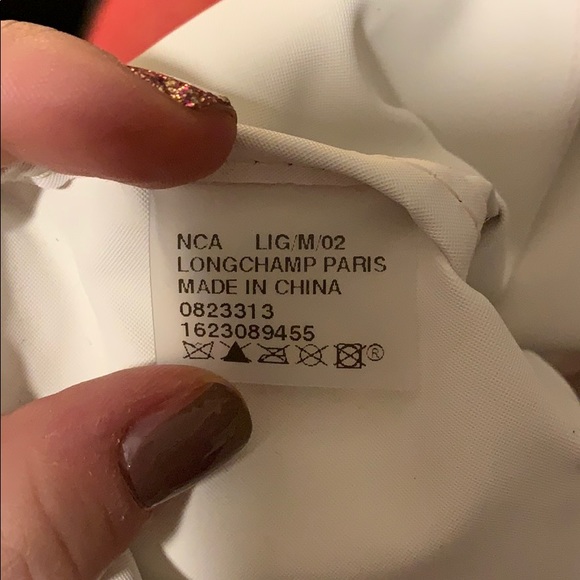 NCA LIG/M/02
LONGCHAMP PARIS
MADE IN CHINA
0823313
1623089455
®